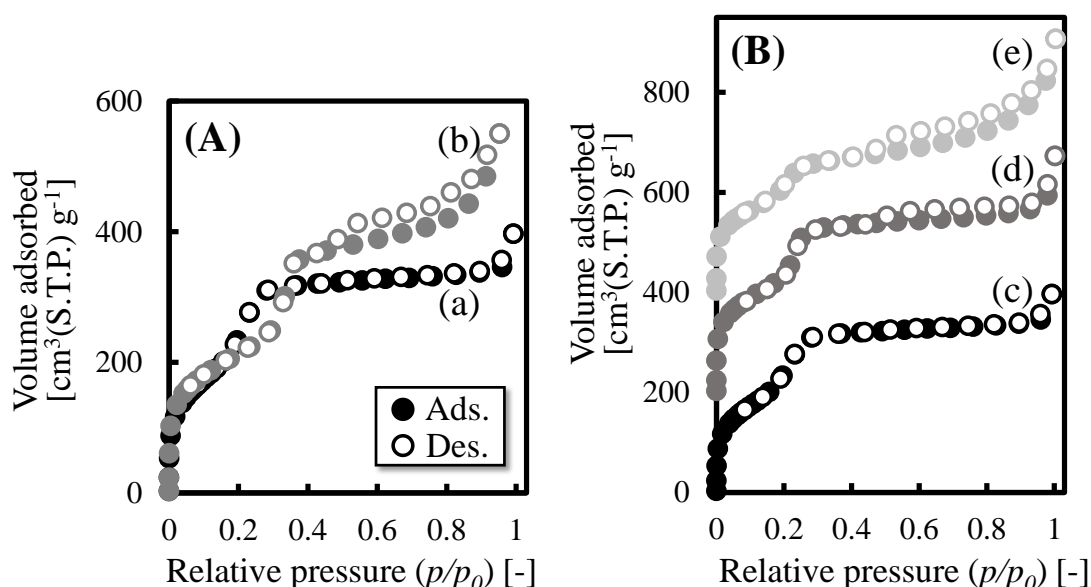 (A)
(b)
(a)
Ads.
Des.
600
400
200
0
0 0.2 0.4 0.6 0.8 1
Volume adsorbed
[cm³(S.T.P.) g⁻¹]
Relative pressure (p/p₀) [-]
(B)
(e)
(d)
(c)
800
600
400
200
0
0 0.2 0.4 0.6 0.8 1
Volume adsorbed
[cm³(S.T.P.) g⁻¹]
Relative pressure (p/p₀) [-]